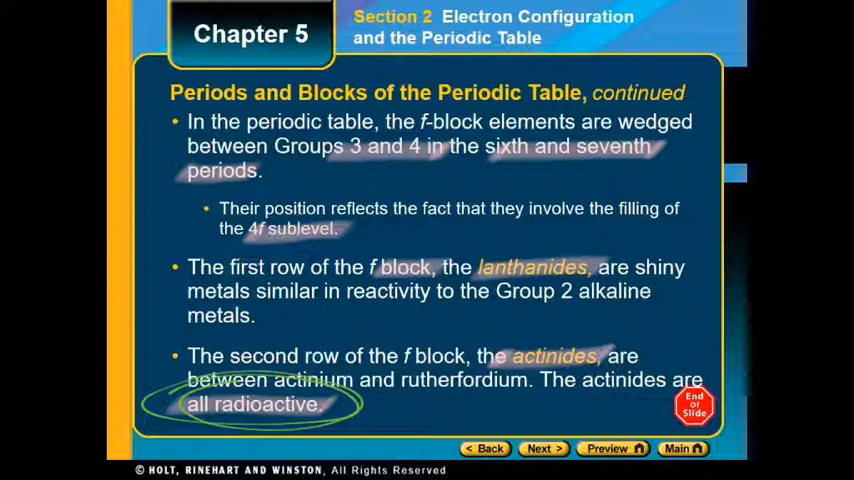 Chapter 5
Section 2 Electron Configuration
and the Periodic Table
Periods and Blocks of the Periodic Table, continued
• In the periodic table, the f-block elements are wedged
between Groups 3 and 4 in the sixth and seventh
periods.
• Their position reflects the fact that they involve the filling of
the 4f sublevel.
• The first row of the f block, the lanthanides, are shiny
metals similar in reactivity to the Group 2 alkaline
metals.
• The second row of the f block, the actinides, are
between actinium and rutherfordium. The actinides are
all radioactive.
End
Of
Slide
< Back
Next >
Preview
Main
© HOLT, RINEHART AND WINSTON, All Rights Reserved